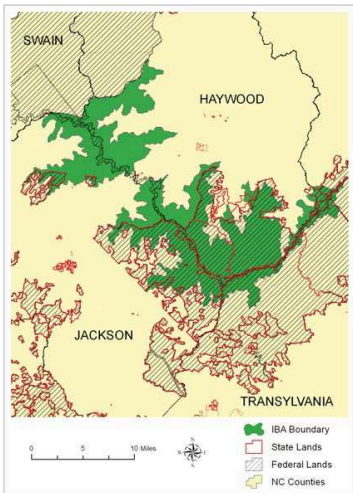 SWAIN
HAYWOOD
JACKSON
TRANSYLVANIA
IBA Boundary
State Lands
Federal Lands
NC Counties
0 5 10 Miles
N
W E
S